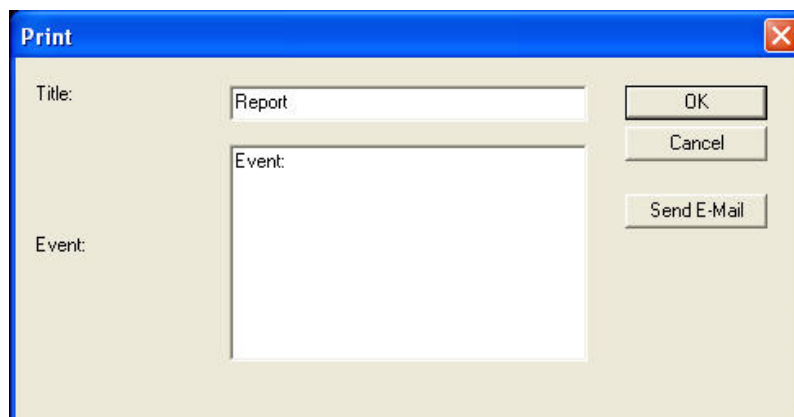 Print
Title:
Report
OK
Cancel
Event:
Send E-Mail
Event: